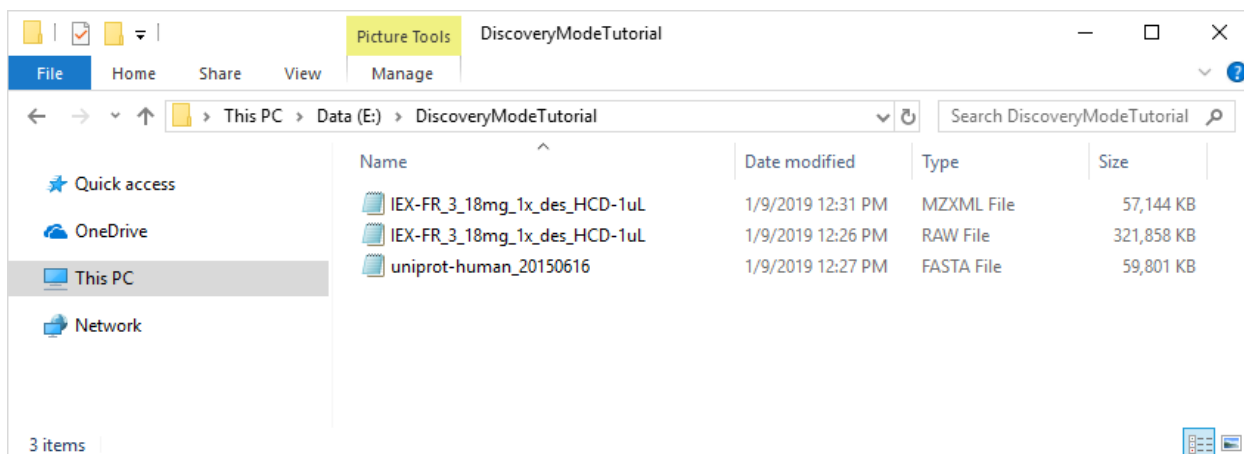 Picture Tools DiscoveryModeTutorial
File Home Share View Manage
This PC > Data (E:) > DiscoveryModeTutorial Search DiscoveryModeTutorial
Name Date modified Type Size
Quick access
IEX-FR_3_18mg_1x_des_HCD-1uL 1/9/2019 12:31 PM MZXML File 57,144 KB
OneDrive
IEX-FR_3_18mg_1x_des_HCD-1uL 1/9/2019 12:26 PM RAW File 321,858 KB
This PC
uniprot-human_20150616 1/9/2019 12:27 PM FASTA File 59,801 KB
Network
3 items